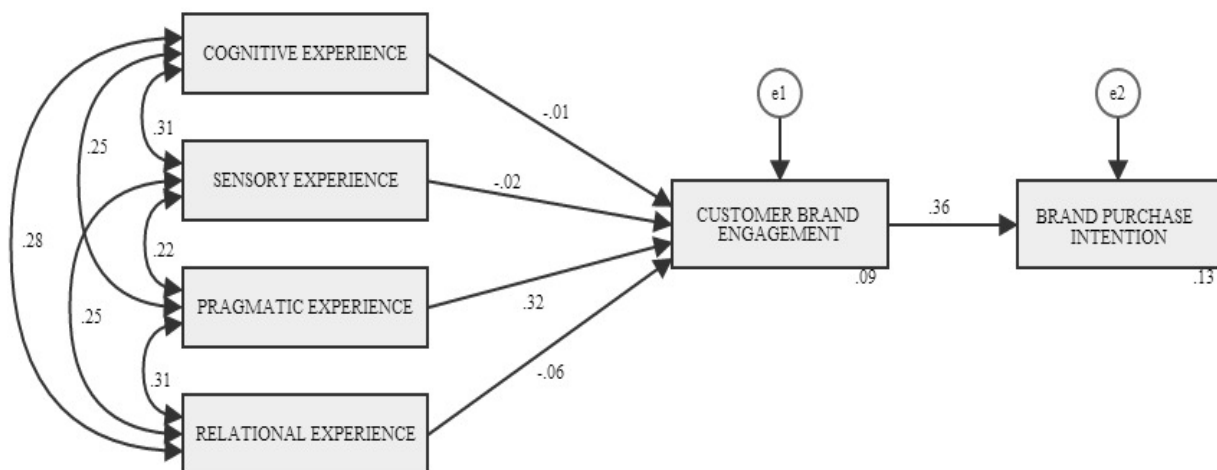 COGNITIVE EXPERIENCE
e1
e2
-.01
.31
.25
SENSORY EXPERIENCE
-.02
CUSTOMER BRAND
ENGAGEMENT
.36
BRAND PURCHASE
INTENTION
.28
.22
.09
.13
PRAGMATIC EXPERIENCE
.32
.25
.31
-.06
RELATIONAL EXPERIENCE